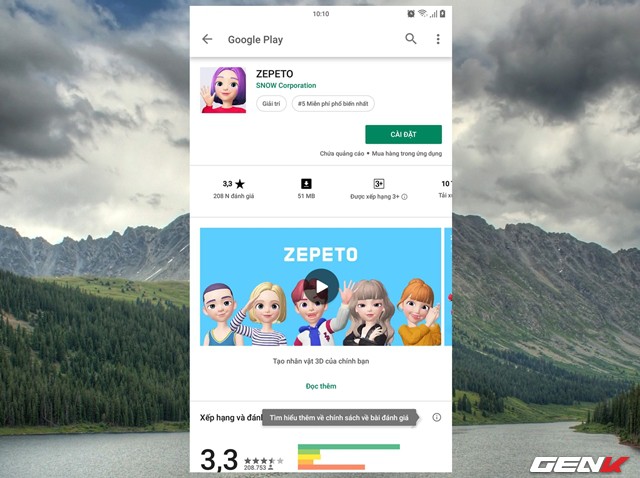 10:10
Google Play
ZEPETO
SNOW Corporation
Giải trí
#5 Miễn phí phổ biến nhất
CÀI ĐẶT
Chứa quảng cáo • Mua hàng trong ứng dụng
3,3 ★
208 N đánh giá
51 MB
3+
Được xếp hạng 3+
10
Tải
ZEPETO
Tạo nhân vật 3D của chính bạn
Đọc thêm
Xếp hạng và đánh
Tìm hiểu thêm về chính sách về bài đánh giá
3,3
208.753
GENK